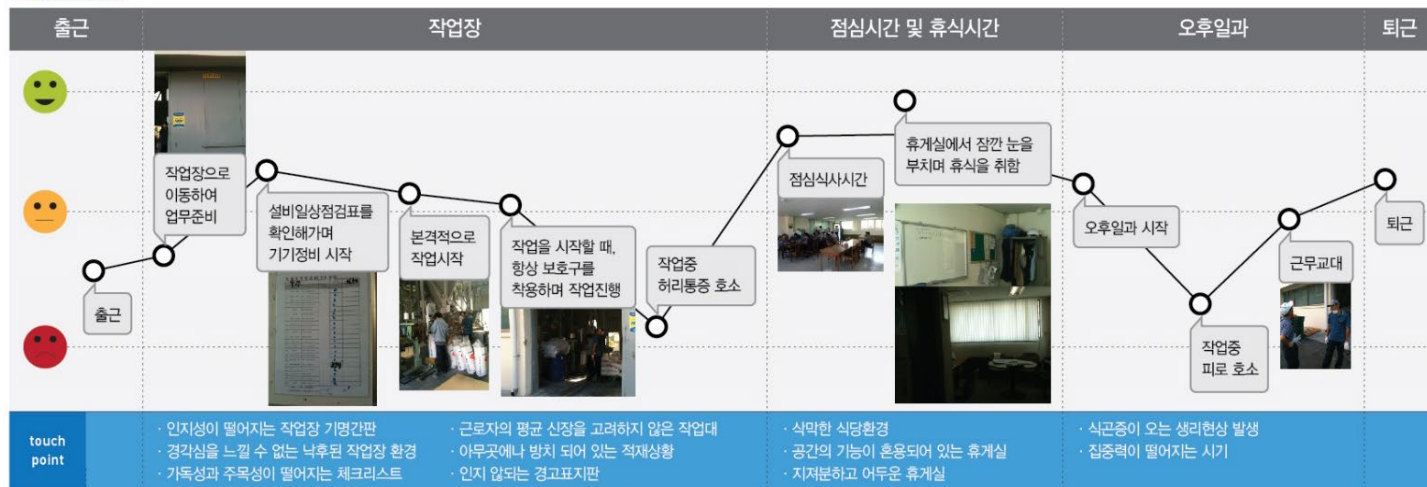 출근
작업장
점심시간 및 휴식시간
오후일과
퇴근
출근
작업장으로
이동하여
업무준비
설비일상점검표를
확인해가며
기기정비 시작
본격적으로
작업시작
작업을 시작할 때,
항상 보호구를
착용하며 작업진행
작업중
허리통증 호소
점심식사시간
휴게실에서 잠깐 눈을
부치며 휴식을 취함
오후일과 시작
작업중
피로 호소
근무교대
퇴근
touch
point
· 인지성이 떨어지는 작업장 기명간판
· 경각심을 느낄 수 없는 낙후된 작업장 환경
· 가독성과 주목성이 떨어지는 체크리스트
· 근로자의 평균 신장을 고려하지 않은 작업대
· 아무곳에나 방치 되어 있는 적재상황
· 인지 않되는 경고표지판
· 삭막한 식당환경
· 공간의 기능이 혼용되어 있는 휴게실
· 지져분하고 어두운 휴게실
· 식곤증이 오는 생리현상 발생
· 집중력이 떨어지는 시기